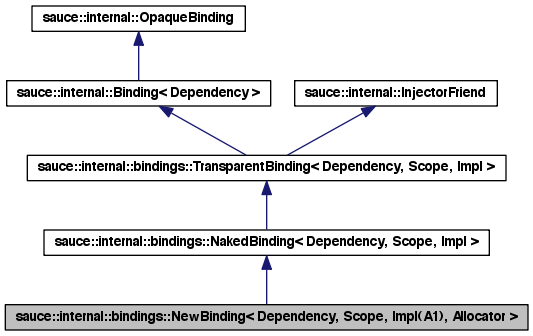 sauce::internal::OpaqueBinding
sauce::internal::Binding< Dependency >
sauce::internal::InjectorFriend
sauce::internal::bindings::TransparentBinding< Dependency, Scope, Impl >
sauce::internal::bindings::NakedBinding< Dependency, Scope, Impl >
sauce::internal::bindings::NewBinding< Dependency, Scope, Impl(A1), Allocator >